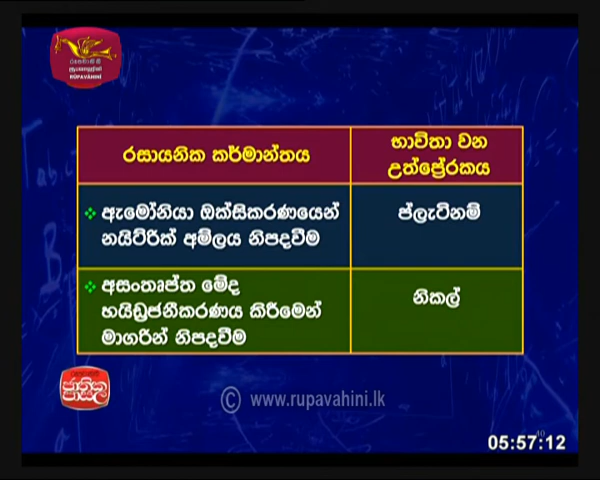 RUPAVAHINI
රසායනික කර්මාන්තය
භාවිතා වන
උත්ප්‍රේරකය
ඇමෝනියා ඔක්සිකරණයෙන්
නයිට්රික් අම්ලය නිපදවීම
ප්ලැටිනම්
අසංතෘප්ත මේද
හයිඩ්‍රජනීකරණය කිරීමෙන්
මාගරින් නිපදවීම
නිකල්
ජාතික
පාසල
© www.rupavahini.lk
05:57:12